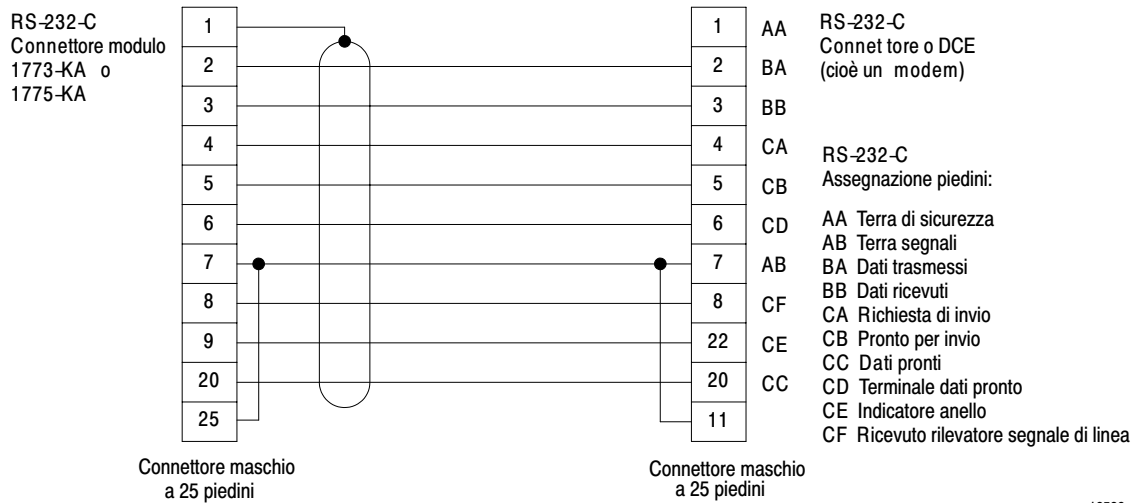 RS-232-C
Connettore modulo
1773-KA o
1775-KA
1
2
3
4
5
6
7
8
9
20
25
Connettore maschio
a 25 piedini
1 AA
2 BA
3 BB
4 CA
5 CB
6 CD
7 AB
8 CF
22 CE
20 CC
11
Connettore maschio
a 25 piedini
RS-232-C
Connet tore o DCE
(cioè un modem)
RS-232-C
Assegnazione piedini:
AA Terra di sicurezza
AB Terra segnali
BA Dati trasmessi
BB Dati ricevuti
CA Richiesta di invio
CB Pronto per invio
CC Dati pronti
CD Terminale dati pronto
CE Indicatore anello
CF Ricevuto rilevatore segnale di linea